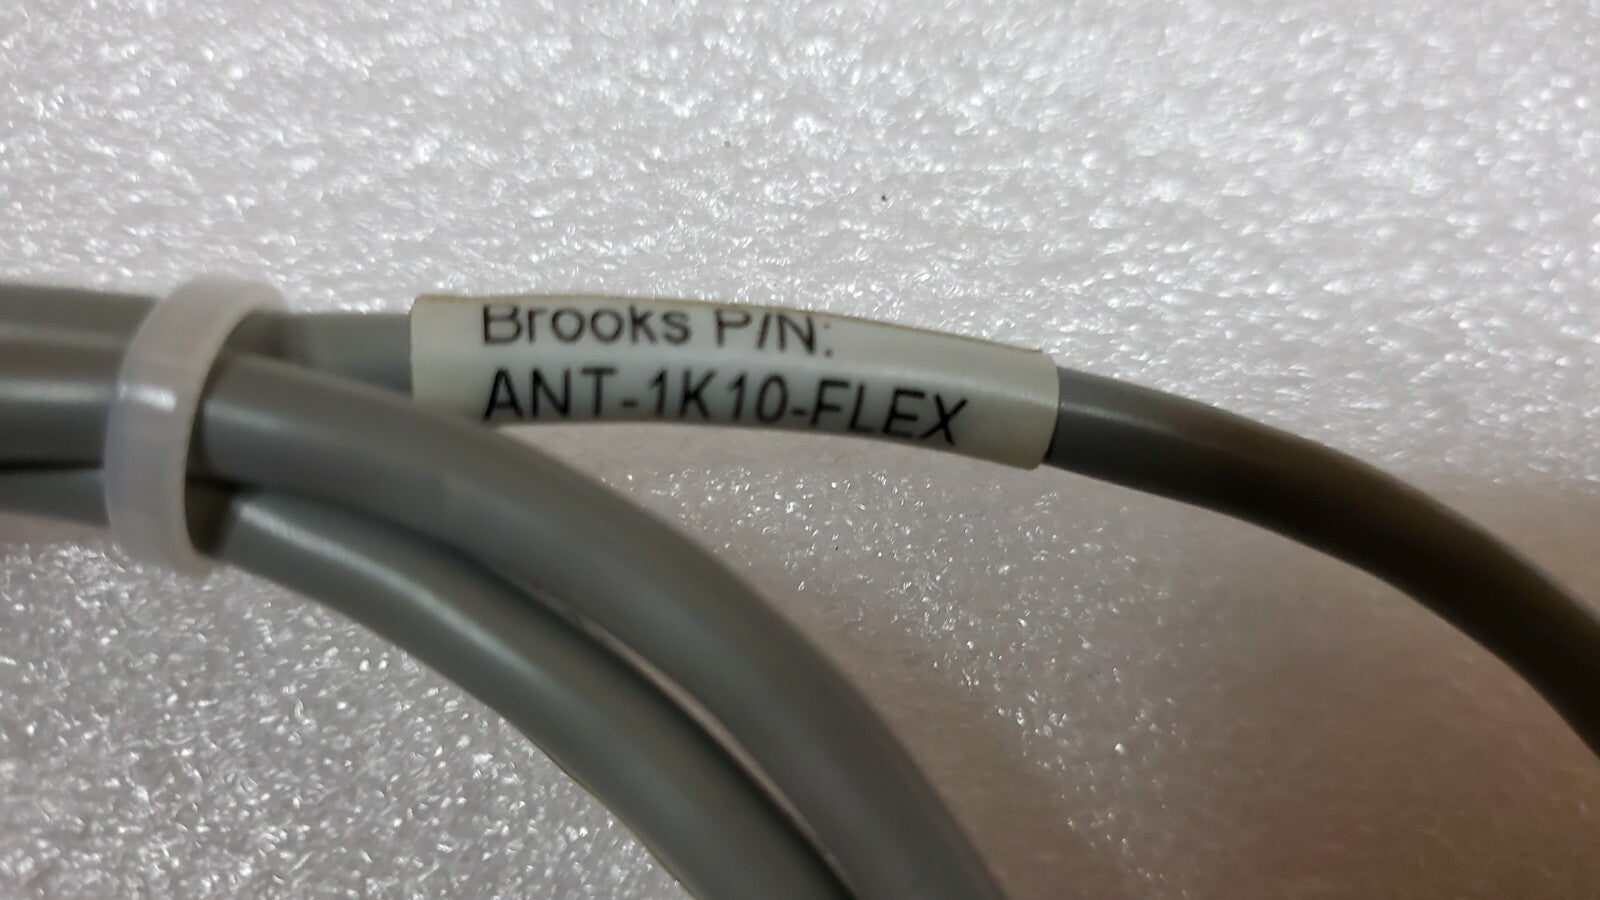 Brooks P/N:
ANT-1K10-FLEX